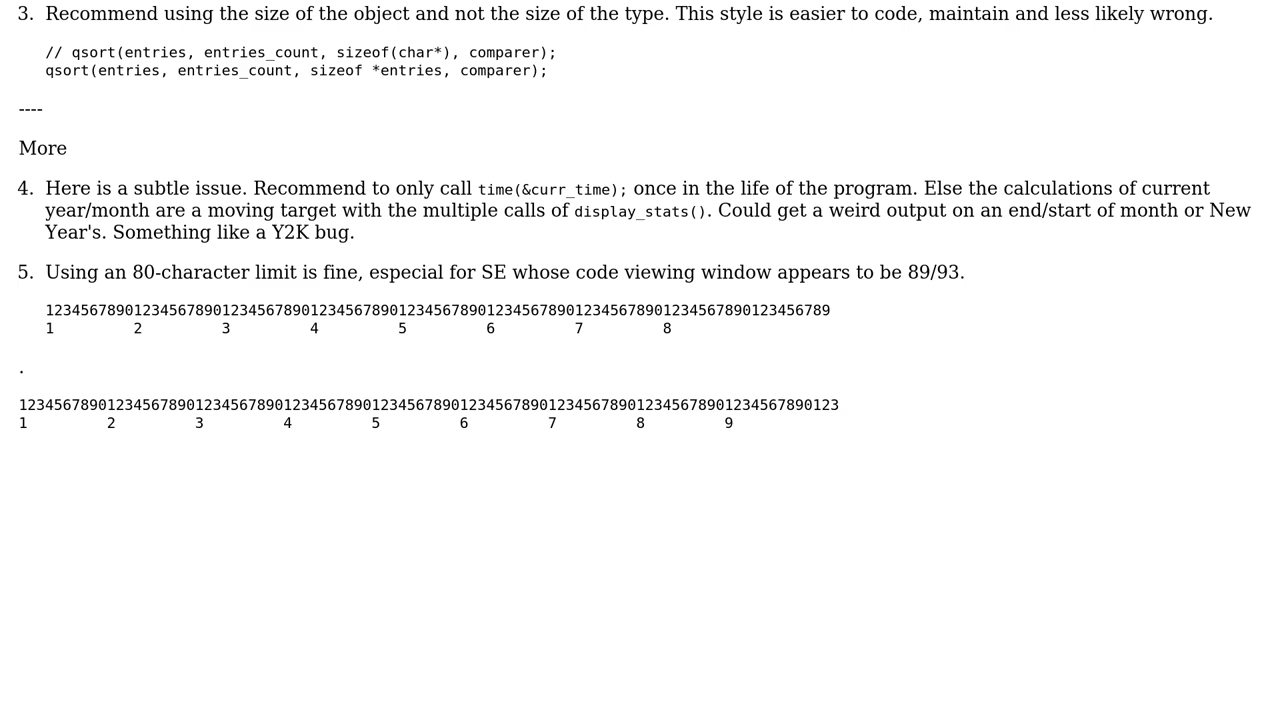 3. Recommend using the size of the object and not the size of the type. This style is easier to code, maintain and less likely wrong.
// qsort(entries, entries_count, sizeof(char*), comparer);
qsort(entries, entries_count, sizeof *entries, comparer);
----
More
4. Here is a subtle issue. Recommend to only call time(&curr_time); once in the life of the program. Else the calculations of current
year/month are a moving target with the multiple calls of display_stats(). Could get a weird output on an end/start of month or New
Year's. Something like a Y2K bug.
5. Using an 80-character limit is fine, especial for SE whose code viewing window appears to be 89/93.
12345678901234567890123456789012345678901234567890123456789012345678901234567890123456789
1         2         3         4         5         6         7         8
.
123456789012345678901234567890123456789012345678901234567890123456789012345678901234567890123
1         2         3         4         5         6         7         8         9